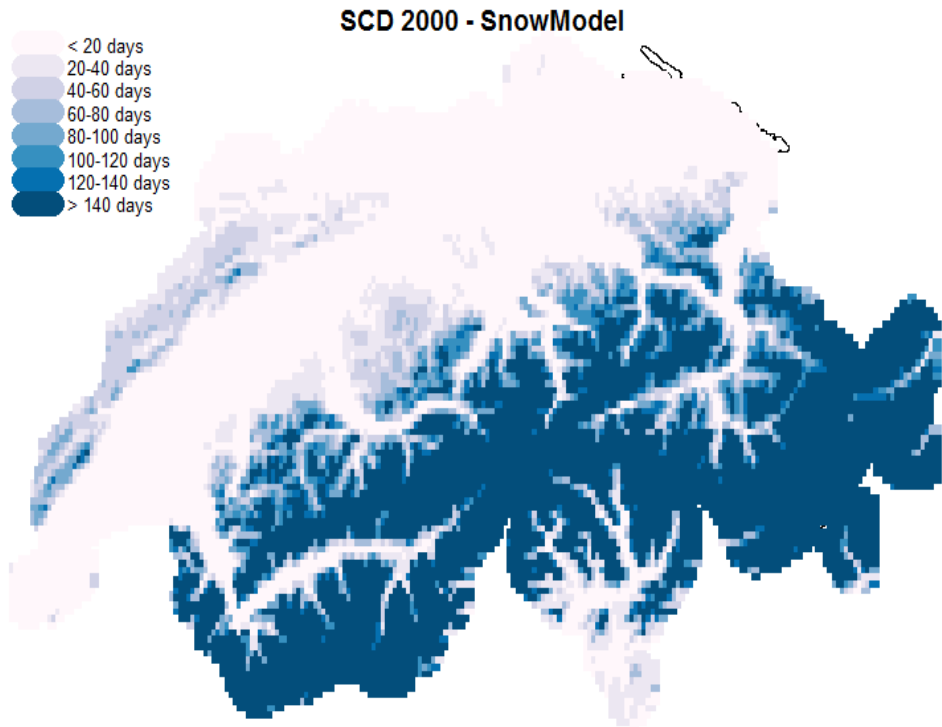 SCD 2000 - SnowModel
< 20 days
20-40 days
40-60 days
60-80 days
80-100 days
100-120 days
120-140 days
> 140 days